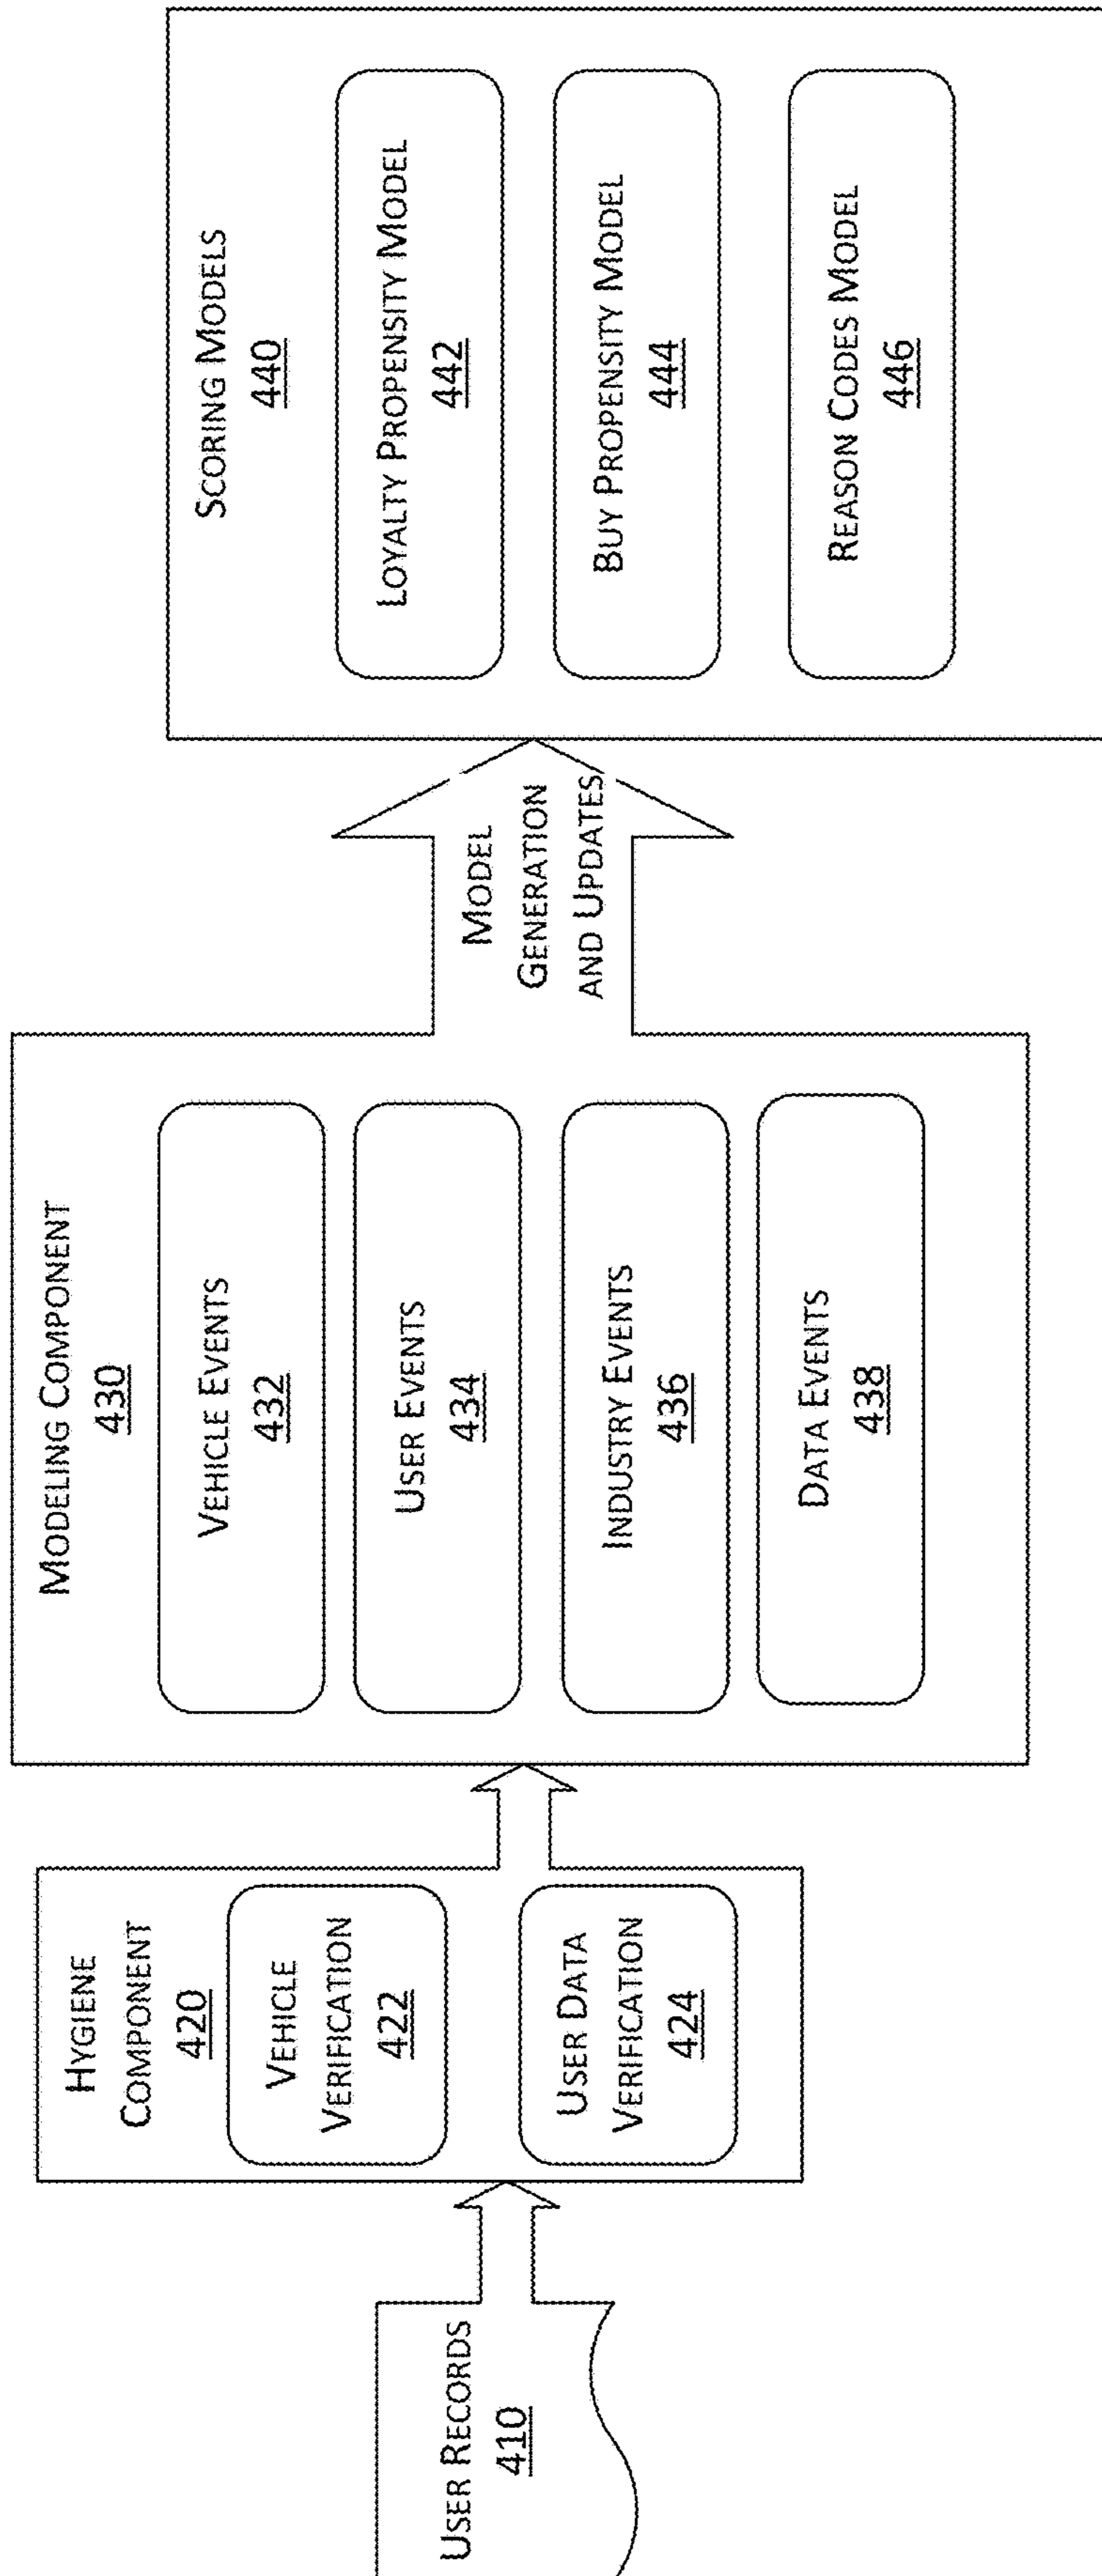 USER RECORDS
410
HYGIENE
COMPONENT
420
VEHICLE
VERIFICATION
422
USER DATA
VERIFICATION
424
MODELING COMPONENT
430
VEHICLE EVENTS
432
USER EVENTS
434
INDUSTRY EVENTS
436
DATA EVENTS
438
MODEL
GENERATION
AND UPDATES
SCORING MODELS
440
LOYALTY PROPENSITY MODEL
442
BUY PROPENSITY MODEL
444
REASON CODES MODEL
446